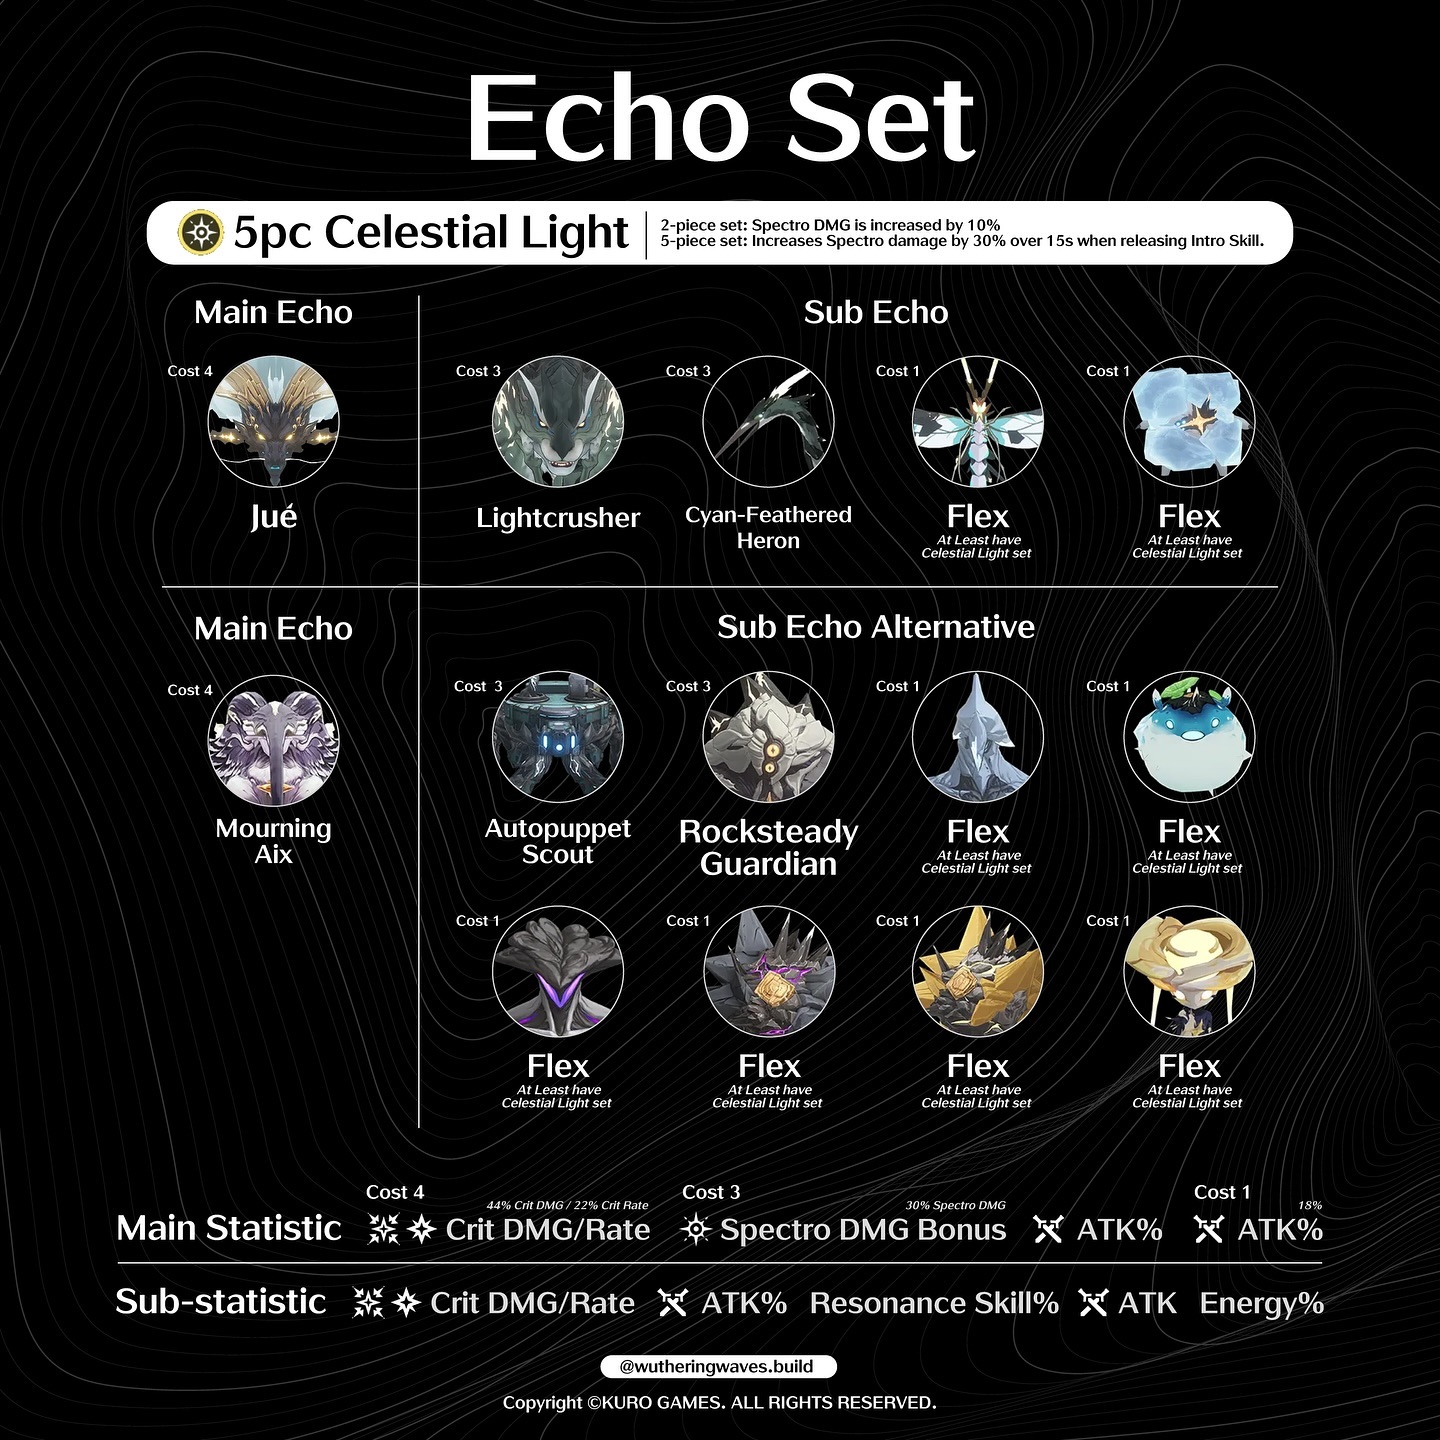 Echo Set
5pc Celestial Light
2-piece set: Spectro DMG is increased by 10%
5-piece set: Increases Spectro damage by 30% over 15s when releasing Intro Skill.
Main Echo
Sub Echo
Cost 4
Cost 3
Cost 3
Cost 1
Cost 1
Jué
Lightcrusher
Cyan-Feathered
Heron
Flex
At Least have
Celestial Light set
Flex
At Least have
Celestial Light set
Main Echo
Sub Echo Alternative
Cost 4
Cost 3
Cost 3
Cost 1
Cost 1
Mourning
Aix
Autopuppet
Scout
Rocksteady
Guardian
Flex
At Least have
Celestial Light set
Flex
At Least have
Celestial Light set
Cost 1
Cost 1
Cost 1
Cost 1
Flex
At Least have
Celestial Light set
Flex
At Least have
Celestial Light set
Flex
At Least have
Celestial Light set
Flex
At Least have
Celestial Light set
Cost 4
Cost 3
Cost 1
44% Crit DMG / 22% Crit Rate
30% Spectro DMG
18%
Main Statistic Crit DMG/Rate Spectro DMG Bonus ATK% ATK%
Sub-statistic Crit DMG/Rate ATK% Resonance Skill% ATK Energy%
@wutheringwaves.build
Copyright ©KURO GAMES. ALL RIGHTS RESERVED.